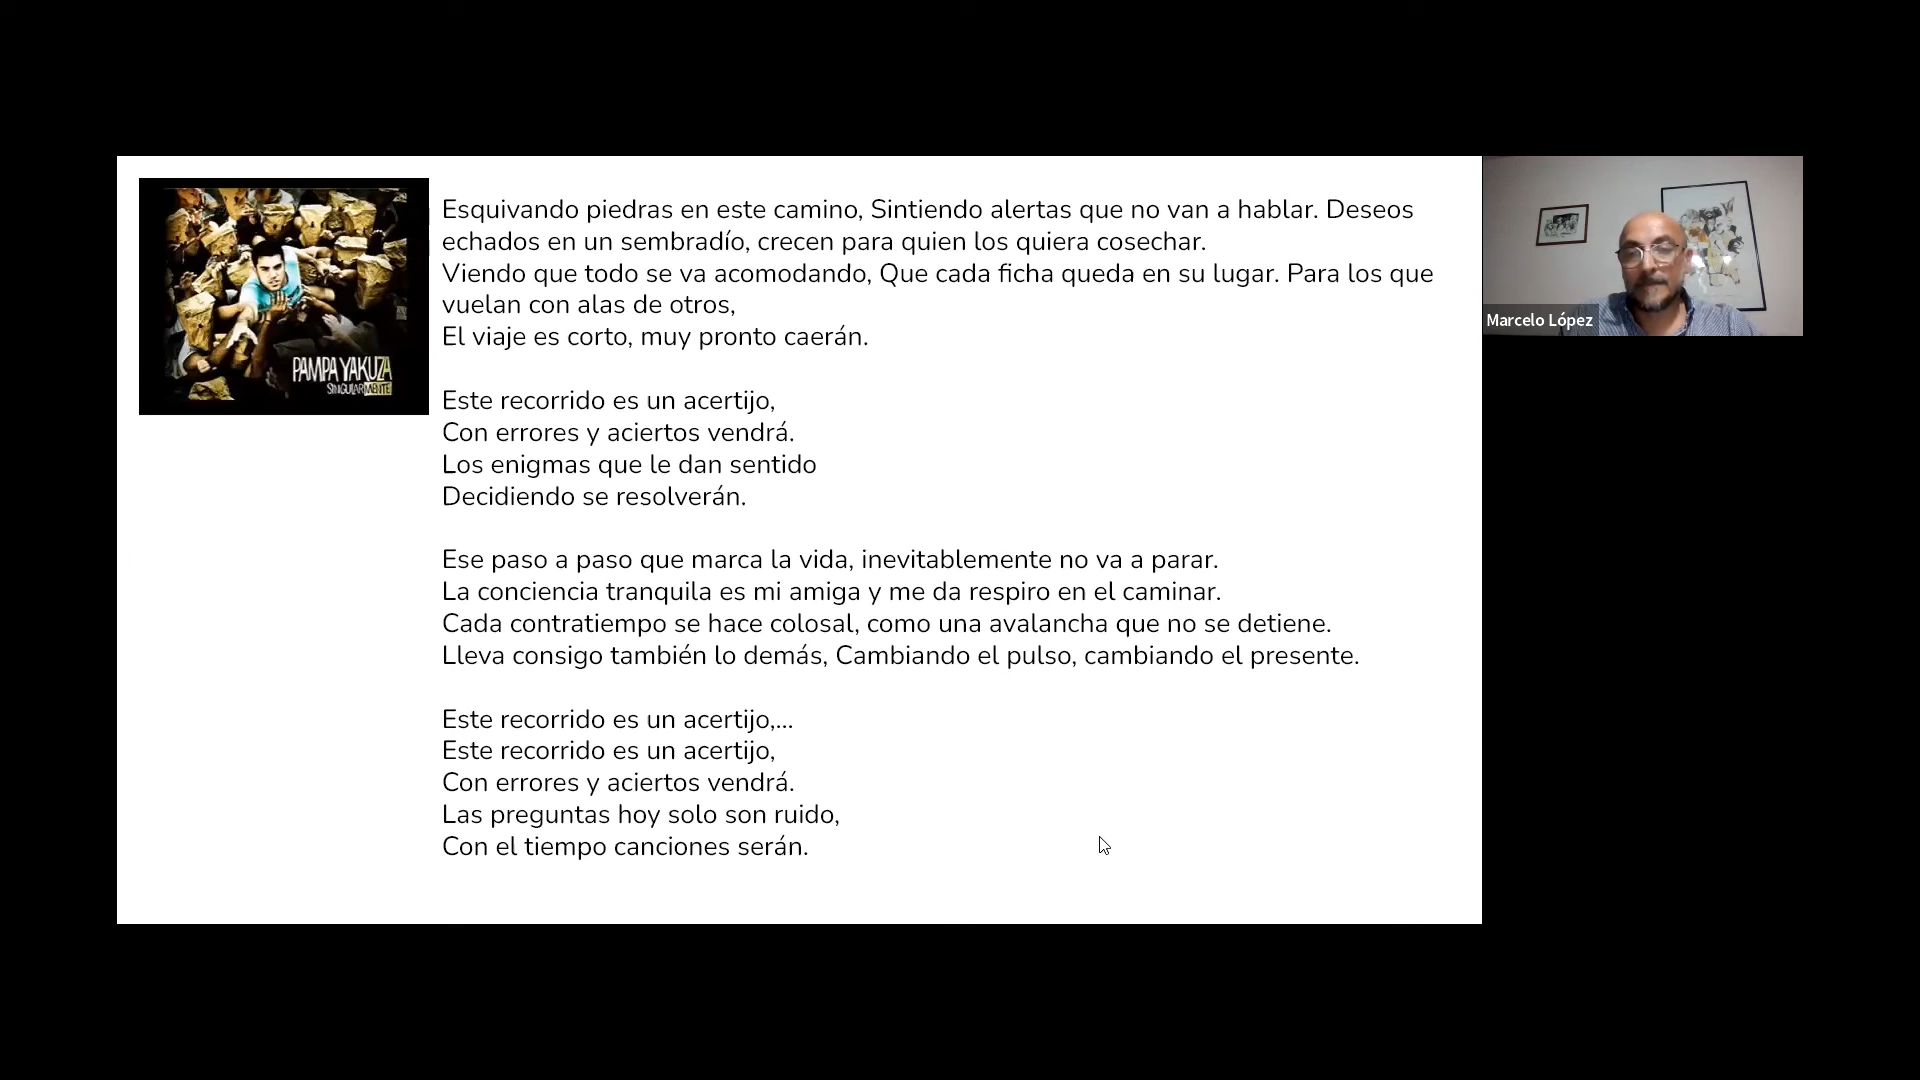 PAMPA YAKUZA
SINGULARMENTE
Esquivando piedras en este camino, Sintiendo alertas que no van a hablar. Deseos
echados en un sembradío, crecen para quien los quiera cosechar.
Viendo que todo se va acomodando, Que cada ficha queda en su lugar. Para los que
vuelan con alas de otros,
El viaje es corto, muy pronto caerán.
Este recorrido es un acertijo,
Con errores y aciertos vendrá.
Los enigmas que le dan sentido
Decidiendo se resolverán.
Ese paso a paso que marca la vida, inevitablemente no va a parar.
La conciencia tranquila es mi amiga y me da respiro en el caminar.
Cada contratiempo se hace colosal, como una avalancha que no se detiene.
Lleva consigo también lo demás, Cambiando el pulso, cambiando el presente.
Este recorrido es un acertijo,...
Este recorrido es un acertijo,
Con errores y aciertos vendrá.
Las preguntas hoy solo son ruido,
Con el tiempo canciones serán.
Marcelo López